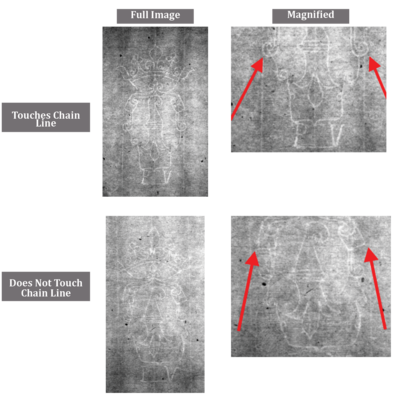 Full Image
Magnified
Touches Chain
Line
Does Not Touch
Chain Line